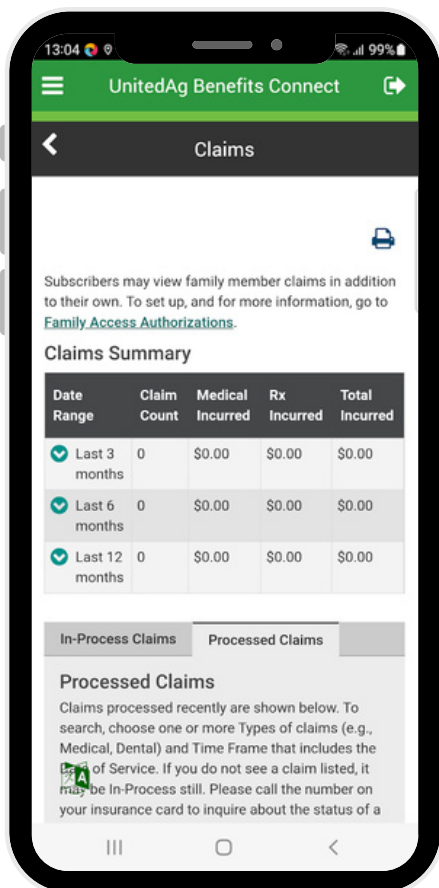 13:04 99%
UnitedAg Benefits Connect
Claims
Subscribers may view family member claims in addition
to their own. To set up, and for more information, go to
Family Access Authorizations.
Claims Summary
Date Range Claim Count Medical Incurred Rx Incurred Total Incurred
Last 3 months 0 $0.00 $0.00 $0.00
Last 6 months 0 $0.00 $0.00 $0.00
Last 12 months 0 $0.00 $0.00 $0.00
In-Process Claims Processed Claims
Processed Claims
Claims processed recently are shown below. To
search, choose one or more Types of claims (e.g.,
Medical, Dental) and Time Frame that includes the
of Service. If you do not see a claim listed, it
may be In-Process still. Please call the number on
your insurance card to inquire about the status of a